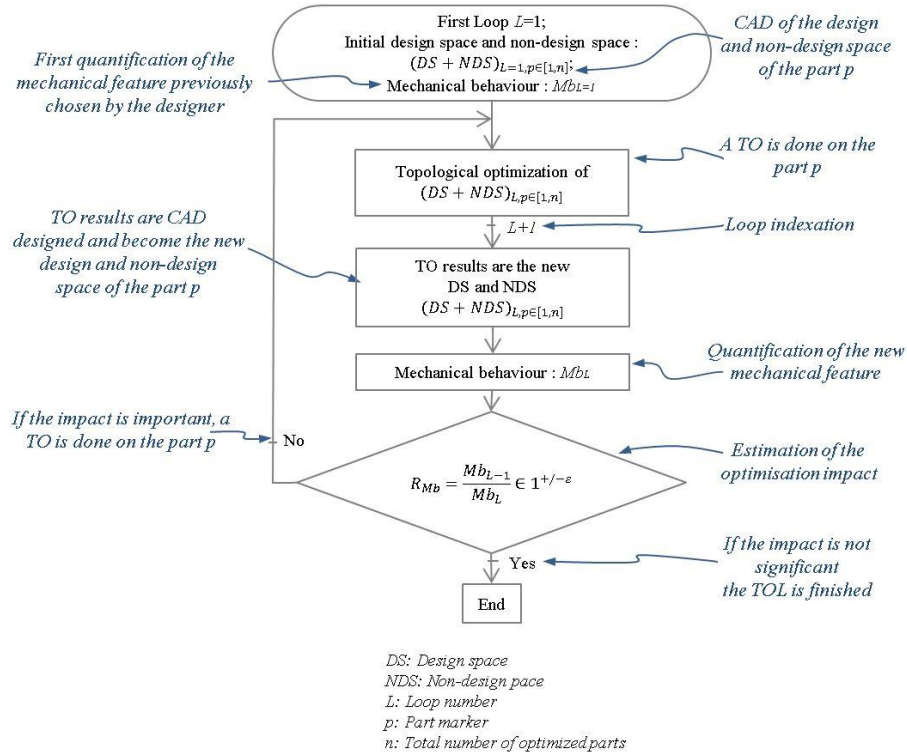 First Loop L=1;
Initial design space and non-design space :
(DS + NDS)L=1,p∈[1,n];
Mechanical behaviour : MbL=1
CAD of the design
and non-design space
of the part p
First quantification of the
mechanical feature previously
chosen by the designer
Topological optimization of
(DS + NDS)L,p∈[1,n]
A TO is done on the
part p
L+1
Loop indexation
TO results are CAD
designed and become the new
design and non-design
space of the part p
TO results are the new
DS and NDS
(DS + NDS)L,p∈[1,n]
Mechanical behaviour : MbL
Quantification of the new
mechanical feature
If the impact is important, a
TO is done on the part p
No
RMb = MbL-1 / MbL ∈ 1+/-ε
Estimation of the
optimisation impact
Yes
If the impact is not
significant
the TOL is finished
End
DS: Design space
NDS: Non-design pace
L: Loop number
p: Part marker
n: Total number of optimized parts